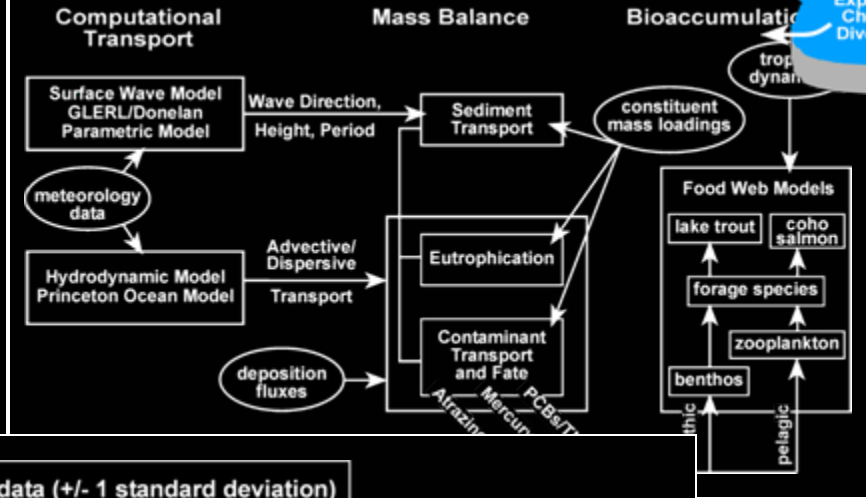 Computational
Transport
Mass Balance
Surface Wave Model
GLERL/Donelan
Parametric Model
Wave Direction,
Height, Period
Sediment
Transport
constituent
mass loadings
meteorology
data
Hydrodynamic Model
Princeton Ocean Model
Advective/
Dispersive
Transport
Eutrophication
Contaminant
Transport
and Fate
deposition
fluxes
Food Web Models
lake trout
coho
salmon
forage species
zooplankton
benthos
pelagic
data (+/- 1 standard deviation)